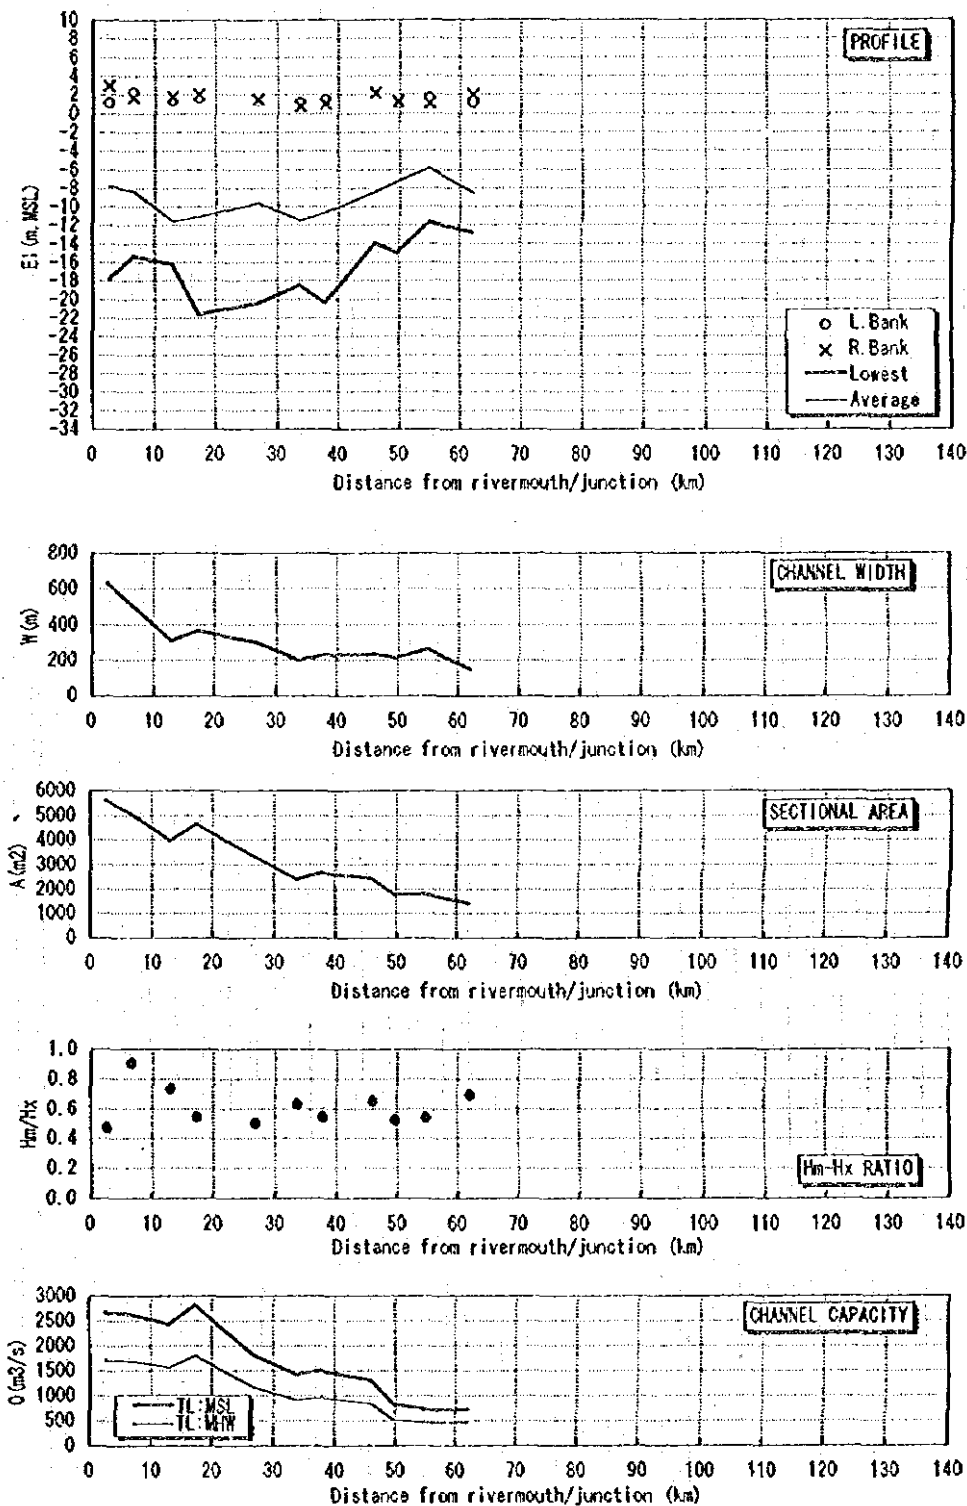 PROFILE
10
8
6
4
2
0
-2
-4
-6
-8
-10
-12
-14
-16
-18
-20
-22
-24
-26
-28
-30
-32
-34
El (m, MSL)
L. Bank
R. Bank
Lowest
Average
0 10 20 30 40 50 60 70 80 90 100 110 120 130 140
Distance from rivermouth/junction (km)
CHANNEL WIDTH
800
600
400
200
0
W(m)
0 10 20 30 40 50 60 70 80 90 100 110 120 130 140
Distance from rivermouth/junction (km)
SECTIONAL AREA
6000
5000
4000
3000
2000
1000
0
A(m2)
0 10 20 30 40 50 60 70 80 90 100 110 120 130 140
Distance from rivermouth/junction (km)
1.0
0.8
0.6
0.4
0.2
0.0
Hm/Hx
Hm-Hx RATIO
0 10 20 30 40 50 60 70 80 90 100 110 120 130 140
Distance from rivermouth/junction (km)
CHANNEL CAPACITY
3000
2500
2000
1500
1000
500
0
Q(m3/s)
TL:MSL
TL:MHW
0 10 20 30 40 50 60 70 80 90 100 110 120 130 140
Distance from rivermouth/junction (km)